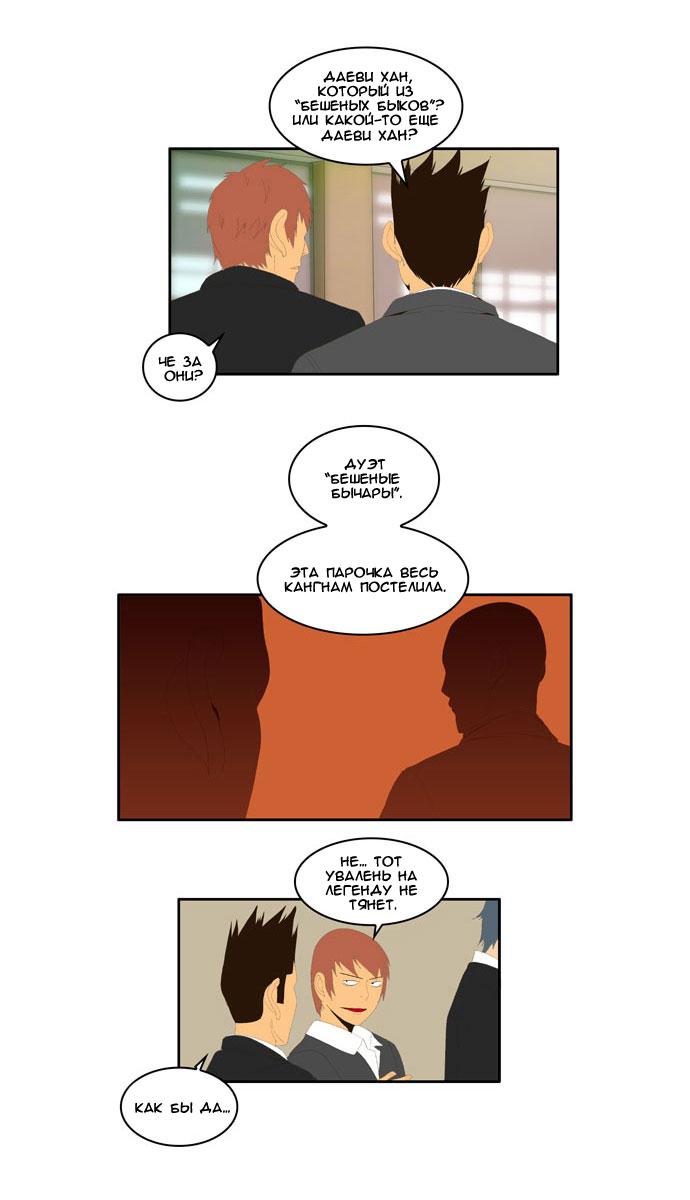 ДАЕВИ ХАН,
КОТОРЫЙ ИЗ
"БЕШЕНЫХ БЫКОВ"?
ИЛИ КАКОЙ-ТО ЕЩЕ
ДАЕВИ ХАН?
ЧЕ ЗА
ОНИ?
ДУЭТ
"БЕШЕНЫЕ
БЫЧАРЫ".
ЭТА ПАРОЧКА ВЕСЬ
КАНГНАМ ПОСТЕЛИЛА.
НЕ... ТОТ
УВАЛЕНЬ НА
ЛЕГЕНДУ НЕ
ТЯНЕТ.
КАК БЫ ДА...